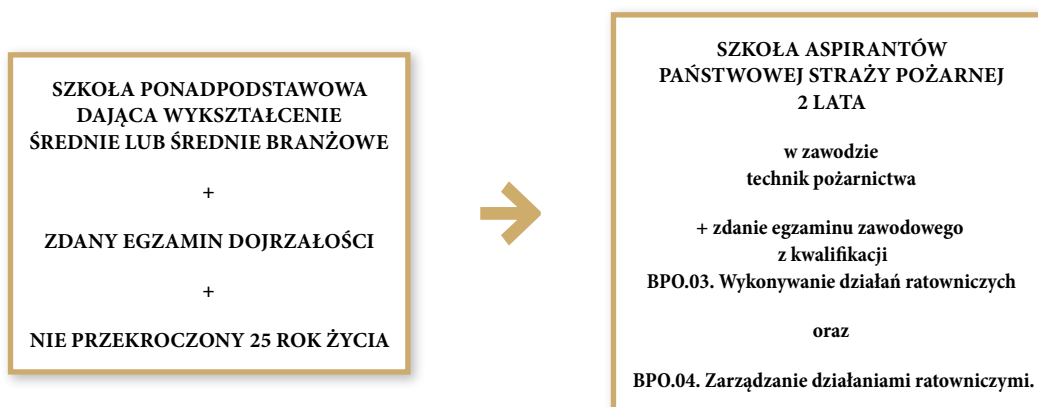 SZKOŁA PONADPODSTAWOWA
DAJĄCA WYKSZTAŁCENIE
ŚREDNIE LUB ŚREDNIE BRANŻOWE
+
ZDANY EGZAMIN DOJRZAŁOŚCI
+
NIE PRZEKROCZONY 25 ROK ŻYCIA
SZKOŁA ASPIRANTÓW
PAŃSTWOWEJ STRAŻY POŻARNEJ
2 LATA
w zawodzie
technik pożarnictwa
+ zdanie egzaminu zawodowego
z kwalifikacji
BPO.03. Wykonywanie działań ratowniczych
oraz
BPO.04. Zarządzanie działaniami ratowniczymi.